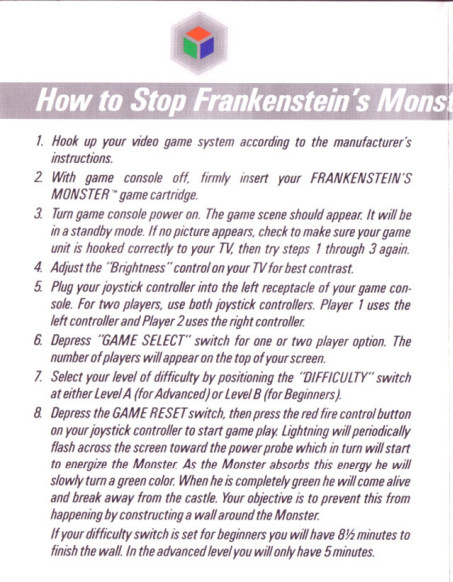 How to Stop Frankenstein's Monst
1. Hook up your video game system according to the manufacturer's
instructions.
2. With game console off, firmly insert your FRANKENSTEIN'S
MONSTER™ game cartridge.
3. Turn game console power on. The game scene should appear. It will be
in a standby mode. If no picture appears, check to make sure your game
unit is hooked correctly to your TV, then try steps 1 through 3 again.
4. Adjust the "Brightness" control on your TV for best contrast.
5. Plug your joystick controller into the left receptacle of your game con-
sole. For two players, use both joystick controllers. Player 1 uses the
left controller and Player 2 uses the right controller.
6. Depress "GAME SELECT" switch for one or two player option. The
number of players will appear on the top of your screen.
7. Select your level of difficulty by positioning the "DIFFICULTY" switch
at either Level A (for Advanced) or Level B (for Beginners).
8. Depress the GAME RESET switch, then press the red fire control button
on your joystick controller to start game play. Lightning will periodically
flash across the screen toward the power probe which in turn will start
to energize the Monster. As the Monster absorbs this energy he will
slowly turn a green color. When he is completely green he will come alive
and break away from the castle. Your objective is to prevent this from
happening by constructing a wall around the Monster.
If your difficulty switch is set for beginners you will have 8½ minutes to
finish the wall. In the advanced level you will only have 5 minutes.